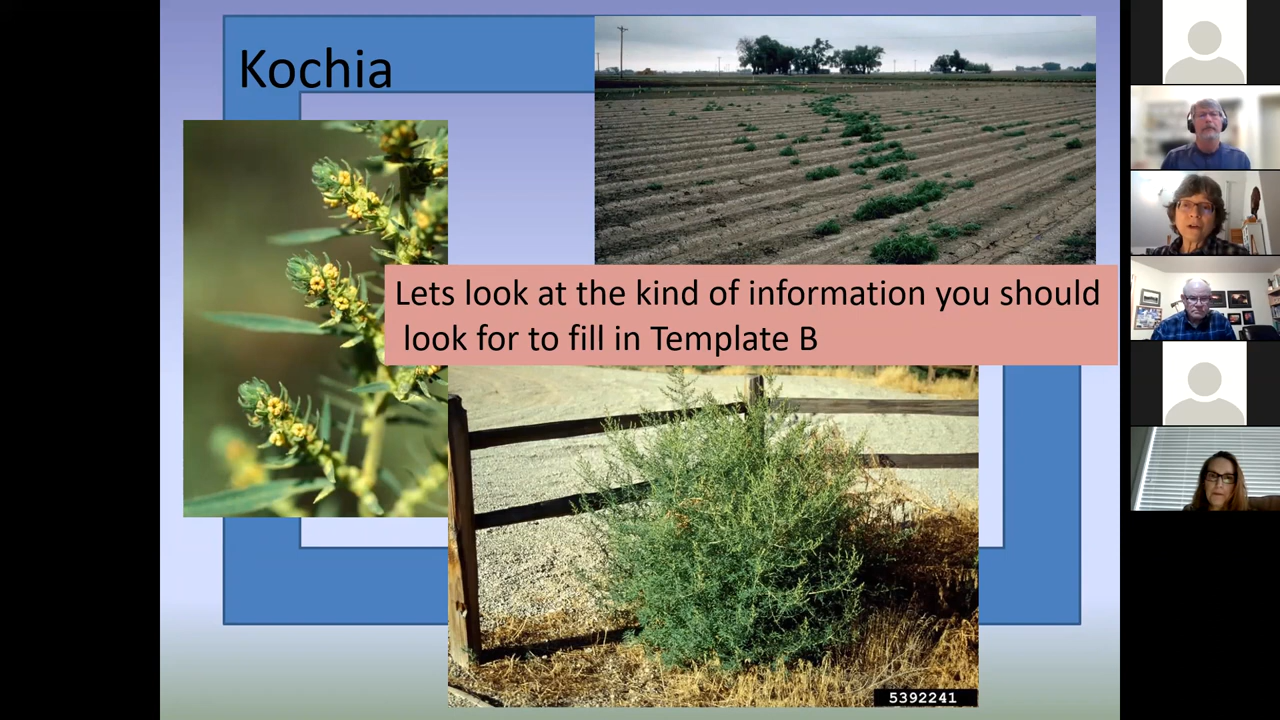 Kochia
Lets look at the kind of information you should
look for to fill in Template B
5392241